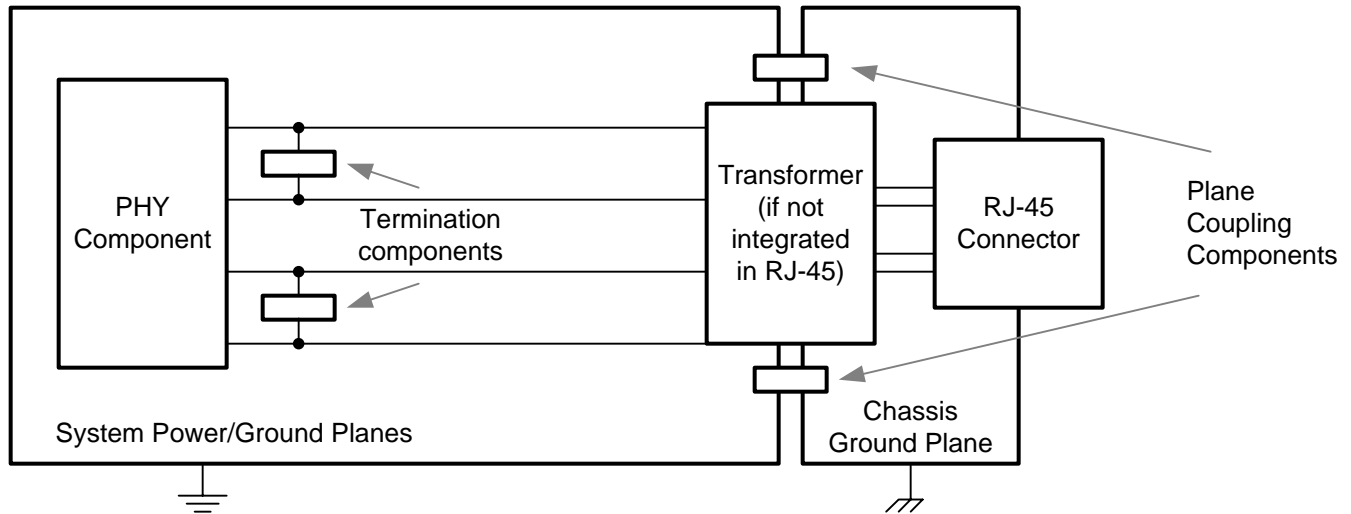 PHY
Component
Termination
components
Transformer
(if not
integrated
in RJ-45)
RJ-45
Connector
Plane
Coupling
Components
System Power/Ground Planes
Chassis
Ground Plane